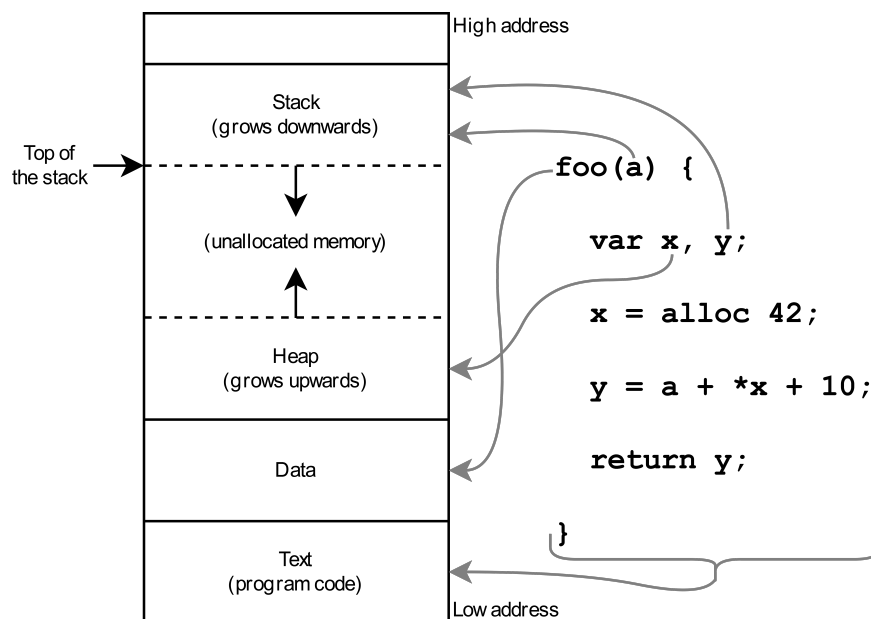 High address
Stack
(grows downwards)
Top of
the stack
(unallocated memory)
Heap
(grows upwards)
Data
Text
(program code)
Low address
foo(a) {
var x, y;
x = alloc 42;
y = a + *x + 10;
return y;
}